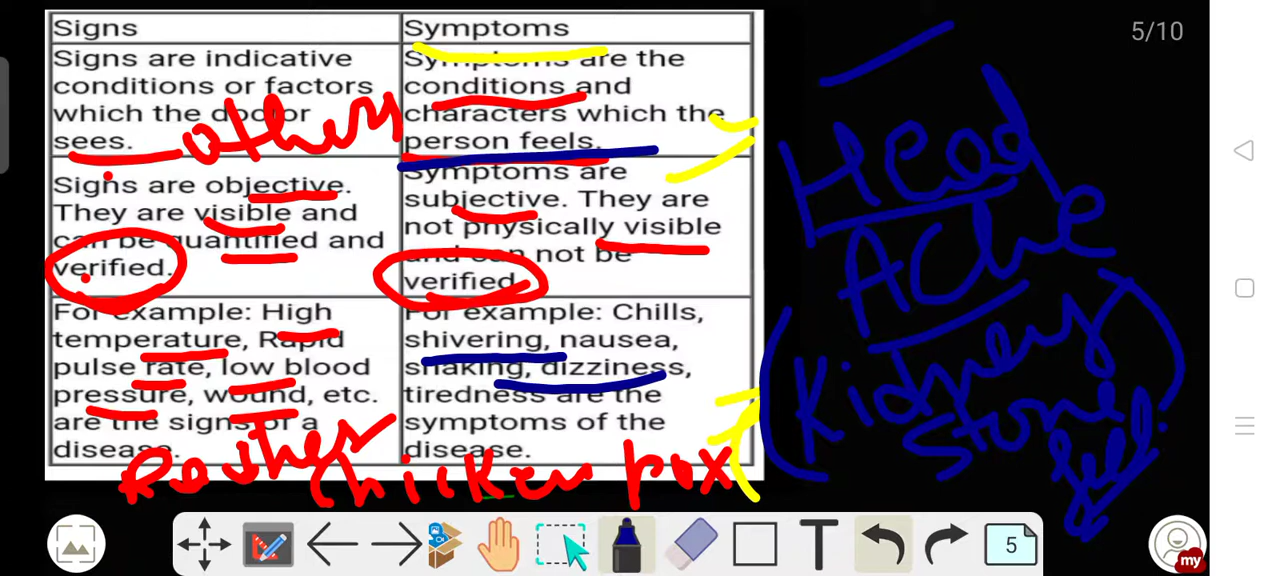 5/10
Signs
Symptoms
Signs are indicative
conditions or factors
which the doctor
sees.
others
Symptoms are the
conditions and
characters which the
person feels.
Signs are objective.
They are visible and
can be quantified and
verified.
Symptoms are
subjective. They are
not physically visible
and can not be
verified.
For example: High
temperature, Rapid
pulse rate, low blood
pressure, wound, etc.
are the signs of a
disease.
For example: Chills,
shivering, nausea,
shaking, dizziness,
tiredness are the
symptoms of the
disease.
Rashes
Chicken pox
Head
Ache
(Kidney
stone)
feel.
T
5
my